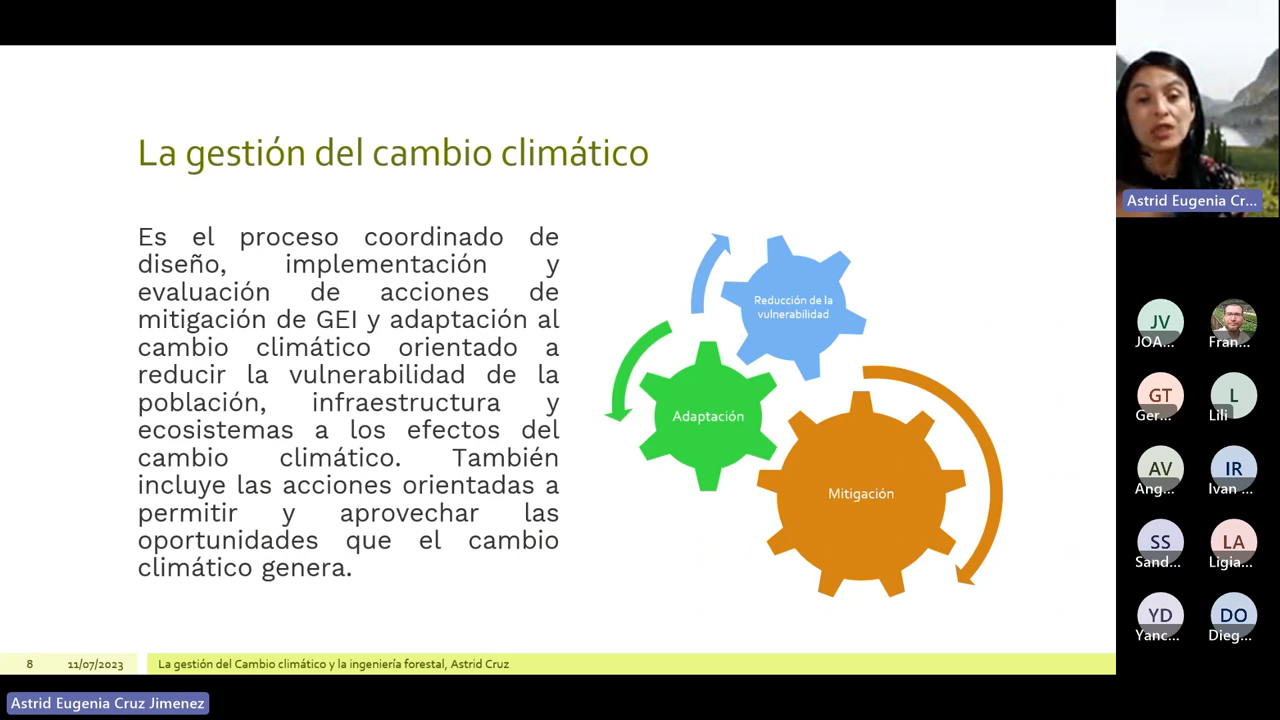 La gestión del cambio climático
Es el proceso coordinado de
diseño, implementación y
evaluación de acciones de
mitigación de GEI y adaptación al
cambio climático orientado a
reducir la vulnerabilidad de la
población, infraestructura y
ecosistemas a los efectos del
cambio climático. También
incluye las acciones orientadas a
permitir y aprovechar las
oportunidades que el cambio
climático genera.
Reducción de la
vulnerabilidad
Adaptación
Mitigación
8
11/07/2023
La gestión del Cambio climático y la ingeniería forestal, Astrid Cruz
Astrid Eugenia Cruz Jimenez
Astrid Eugenia Cr...
JV
JOA...
Fran...
GT
Ger...
L
Lili
AV
Ang...
IR
Ivan ...
SS
Sand...
LA
Ligia...
YD
Yanc...
DO
Dieg...